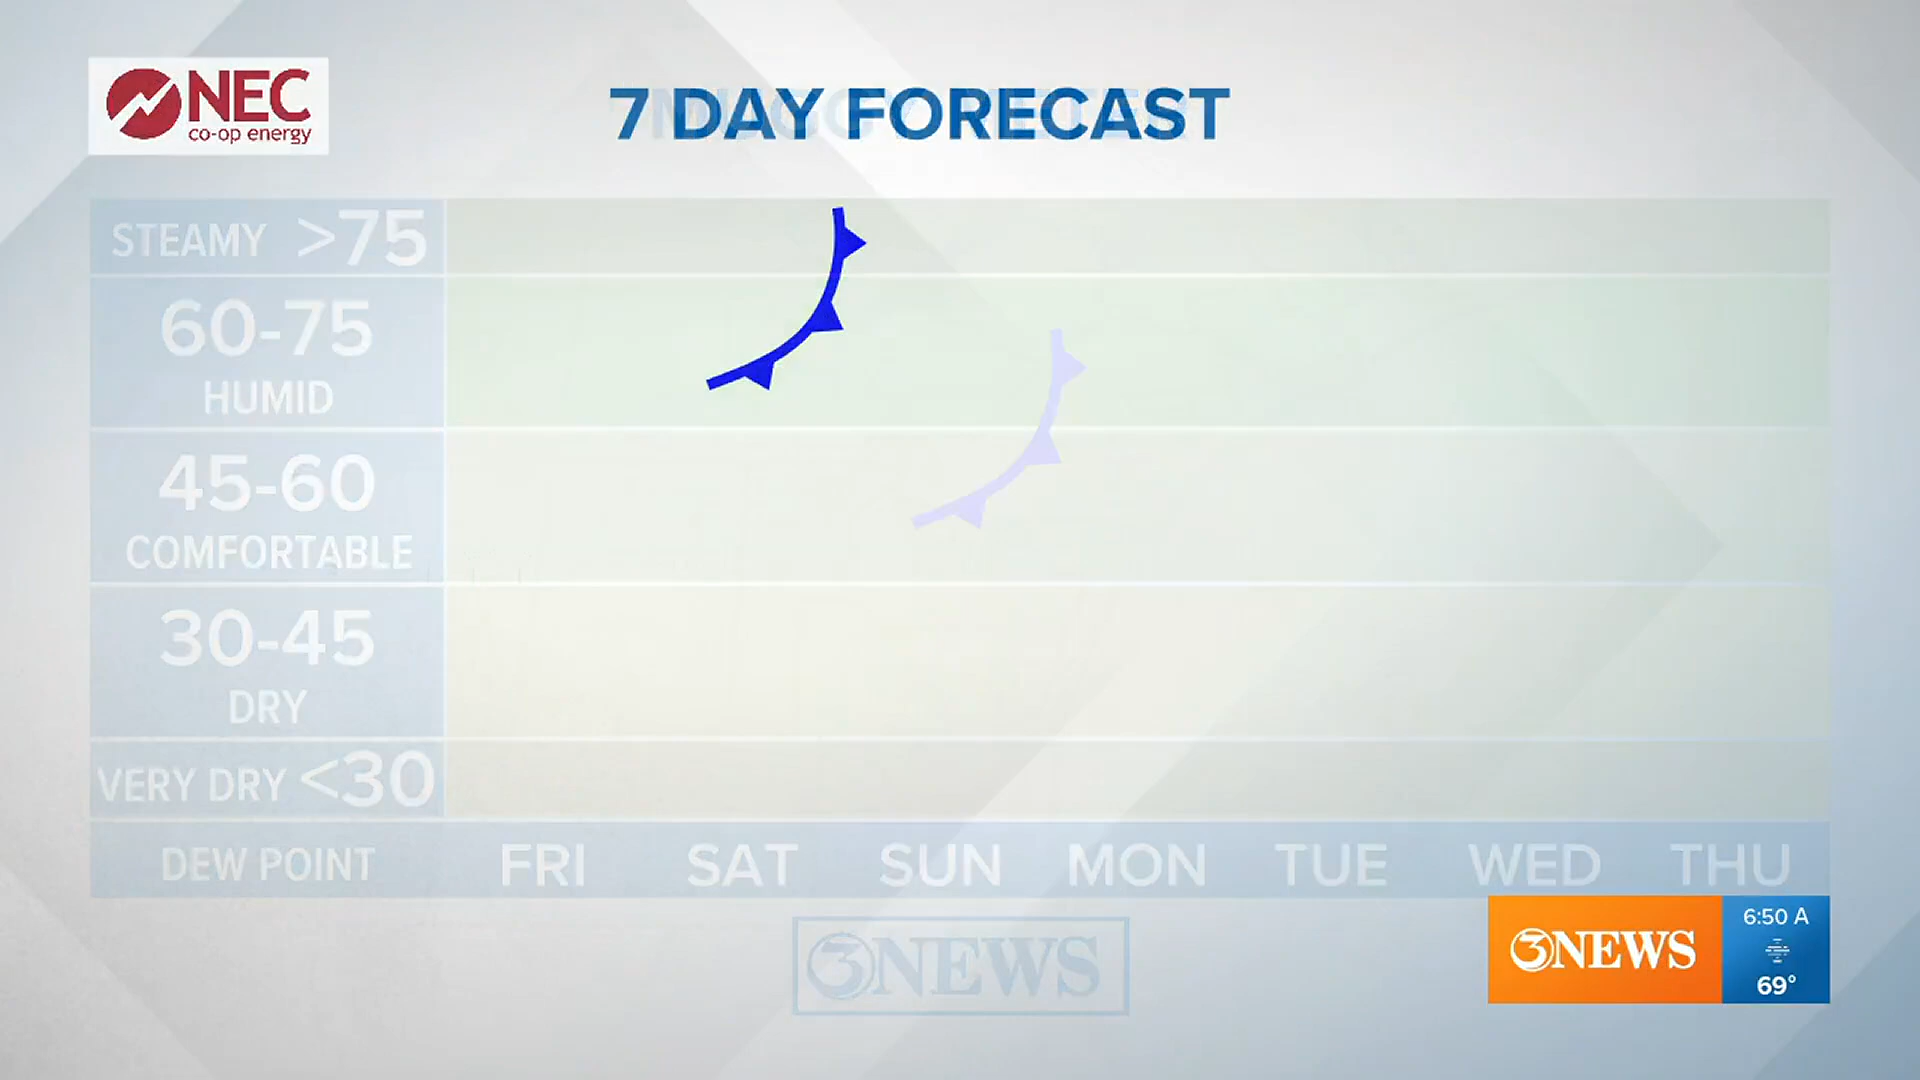 NEC
co-op energy
7 DAY FORECAST
STEAMY >75
60-75
HUMID
45-60
COMFORTABLE
30-45
DRY
VERY DRY <30
DEW POINT FRI SAT SUN MON TUE WED THU
3NEWS
3NEWS
6:50 A
69°